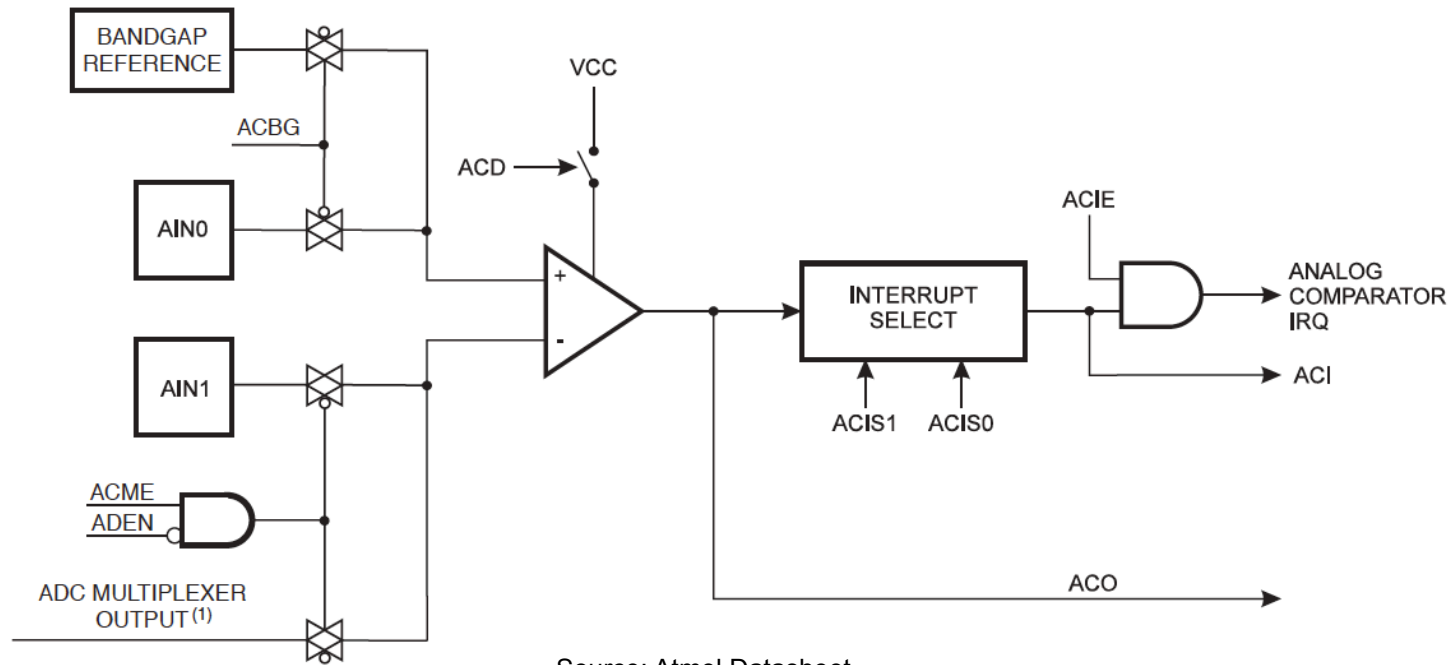 BANDGAP
REFERENCE
ACBG
VCC
ACD
AIN0
+
-
ACIE
INTERRUPT
SELECT
ANALOG
COMPARATOR
IRQ
ACI
ACIS1 ACIS0
AIN1
ACME
ADEN
ADC MULTIPLEXER
OUTPUT (1)
ACO
Source: Atmel Datasheet